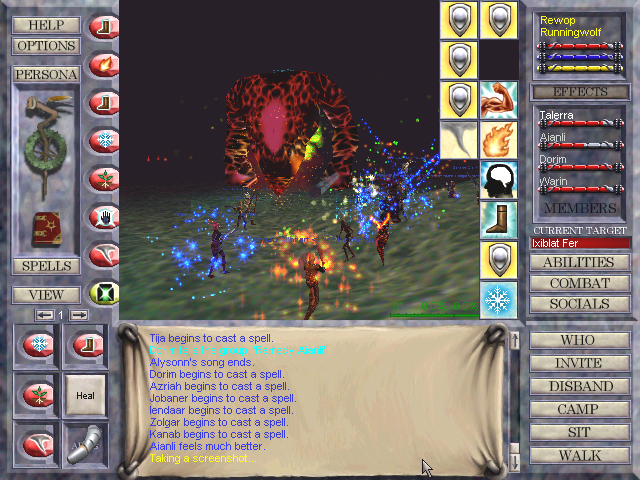 HELP
OPTIONS
PERSONA
SPELLS
VIEW
1
Heal
Rewop
Runningwolf
EFFECTS
Talerra
Aianli
Dorim
Warin
MEMBERS
CURRENT TARGET
Ixiblat Fer
ABILITIES
COMBAT
SOCIALS
WHO
INVITE
DISBAND
CAMP
SIT
WALK
Tija begins to cast a spell.
Alysonn's song ends.
Dorim begins to cast a spell.
Azriah begins to cast a spell.
Jobaner begins to cast a spell.
Iendaar begins to cast a spell.
Zolgar begins to cast a spell.
Kanab begins to cast a spell.
Aianli feels much better.
Taking a screenshot...